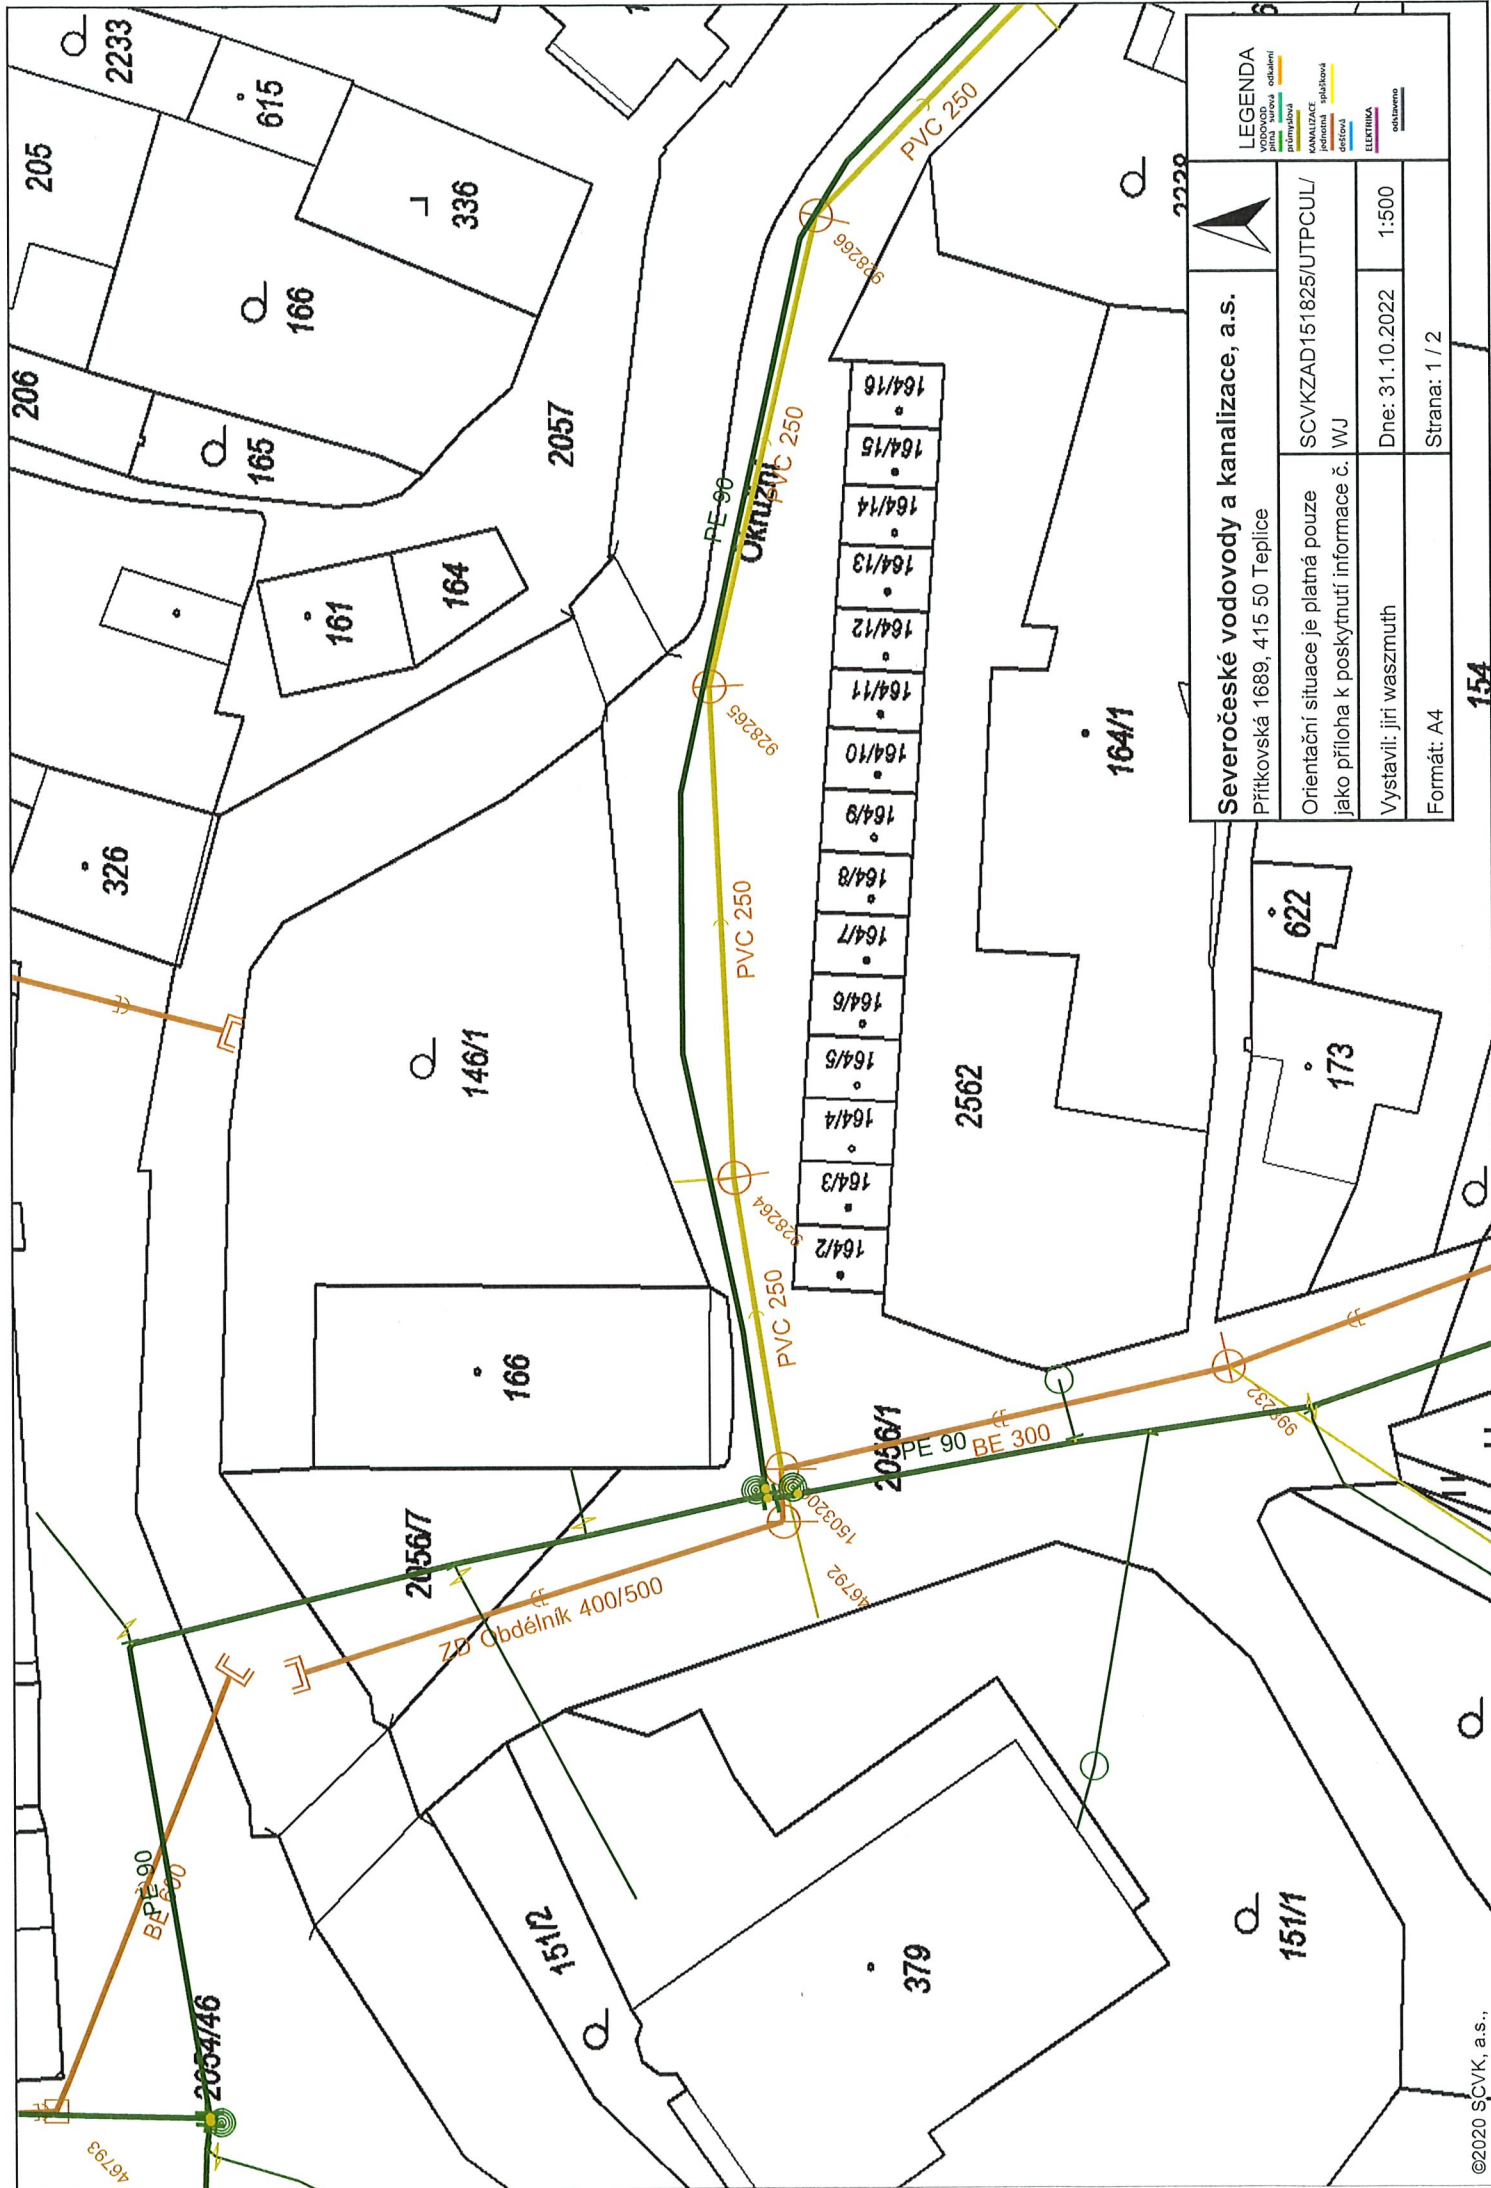 2233
205
615
336
206
166
165
2057
161
164
326
146/1
166
2056/7
2056/1
2054/46
151/2
379
151/1
2562
164/1
622
173
154
Okružní
164/2
164/3
164/4
164/5
164/6
164/7
164/8
164/9
164/10
164/11
164/12
164/13
164/14
164/15
164/16
PVC 250
PVC 250
PVC 250
PVC 250
PE 90
PE 90
PE 90
BE 300
BE 600
ZD Obdélník 400/500
928266
928265
928264
46792
46793
Severočeské vodovody a kanalizace, a.s.
Přítkovská 1689, 415 50 Teplice
Orientační situace je platná pouze
jako příloha k poskytnutí informace č.
SCVKZAD151825/UTPCUL/
WJ
Vystavil: jiri waszmuth
Dne: 31.10.2022
1:500
Formát: A4
Strana: 1 / 2
LEGENDA
VODOVOD
pitná surová odkalení
průmyslová
KANALIZACE
jednotná splašková
dešťová
ELEKTRIKA
odstaveno
©2020 SČVK, a.s.,